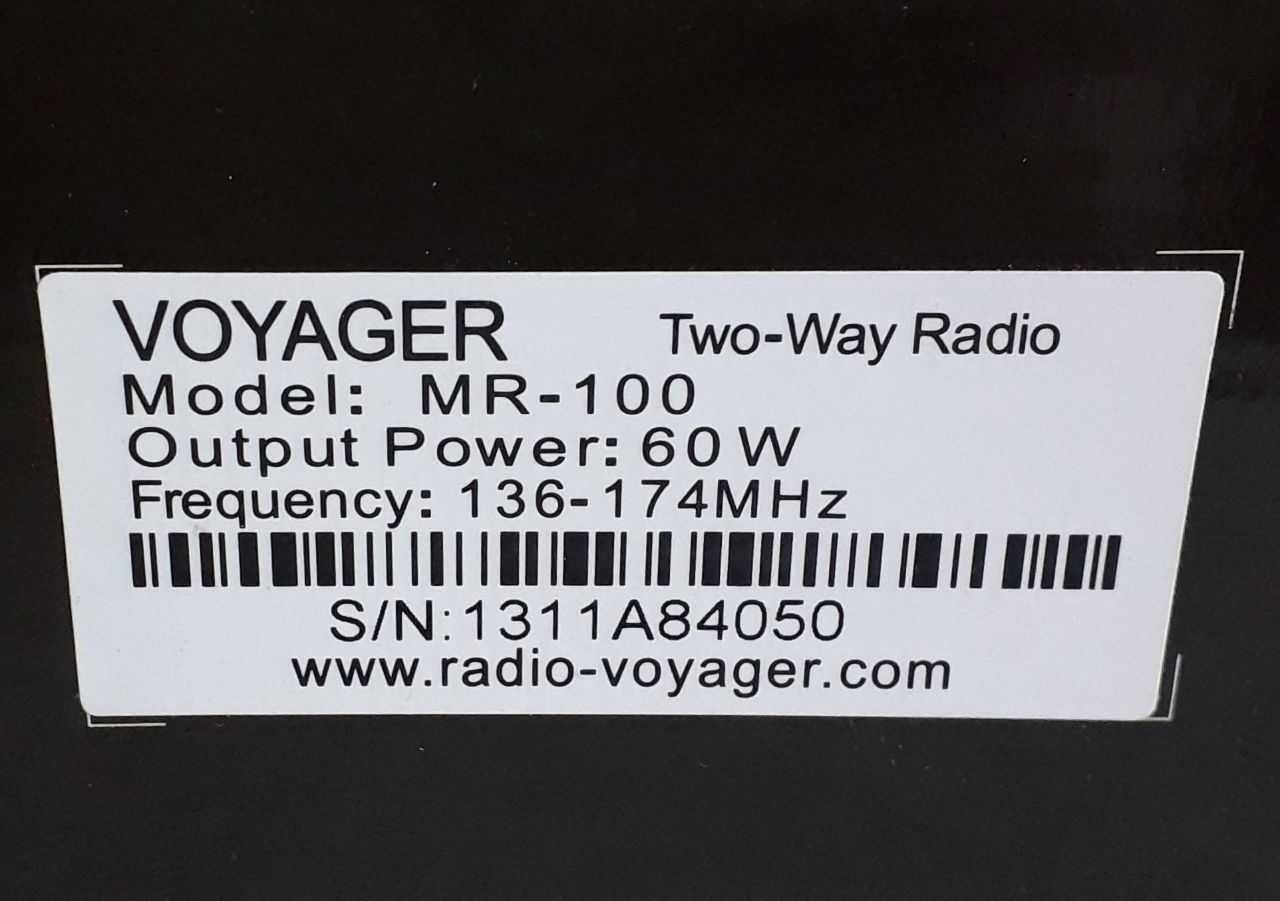 VOYAGER Two-Way Radio
Model: MR-100
Output Power: 60 W
Frequency: 136-174MHz
S/N:1311A84050
www.radio-voyager.com